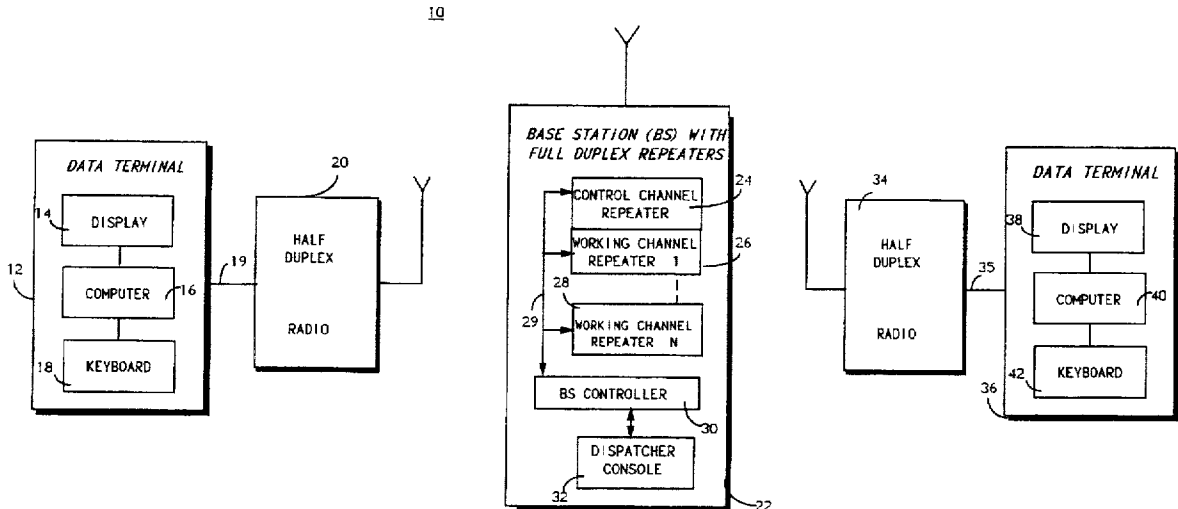 10
DATA TERMINAL
14
DISPLAY
12
COMPUTER
16
18
KEYBOARD
19
20
HALF
DUPLEX
RADIO
BASE STATION (BS) WITH
FULL DUPLEX REPEATERS
24
CONTROL CHANNEL
REPEATER
WORKING CHANNEL
REPEATER 1
26
28
29
WORKING CHANNEL
REPEATER N
BS CONTROLLER
30
DISPATCHER
CONSOLE
32
22
34
HALF
DUPLEX
RADIO
35
DATA TERMINAL
38
DISPLAY
COMPUTER
40
42
KEYBOARD
36